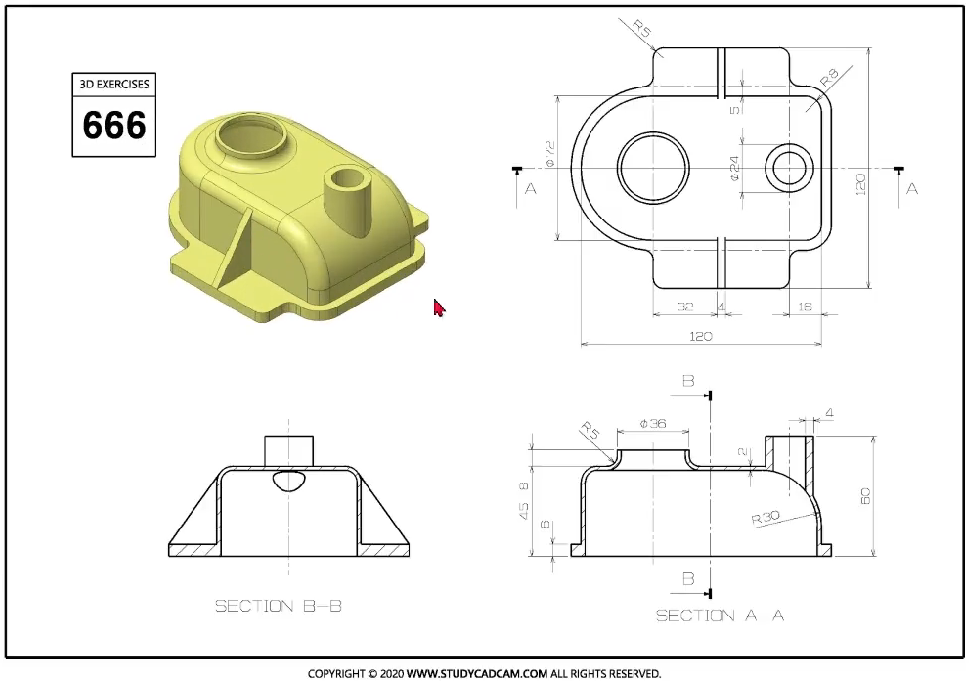 3D EXERCISES
666
R5
R8
5
φ72
φ24
120
A
A
32
4
16
120
B
4
R5
φ36
2
8
45
6
R30
60
B
SECTION B-B
SECTION A A
COPYRIGHT © 2020 WWW.STUDYCADCAM.COM ALL RIGHTS RESERVED.